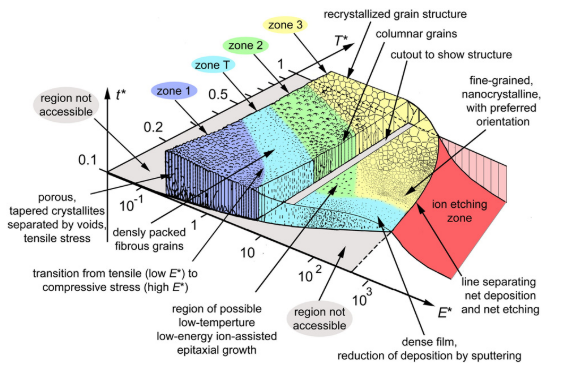 recrystallized grain structure
zone 3
columnar grains
T*
zone 2
cutout to show structure
zone T
1
fine-grained,
nanocrystalline,
with preferred
orientation
region not
accessible
t*
zone 1
0.5
0.2
0.1
10-1
porous,
tapered crystallites
separated by voids,
tensile stress
1
densly packed
fibrous grains
10
ion etching
zone
transition from tensile (low E*) to
compressive stress (high E*)
10²
10³
line separating
net deposition
and net etching
E*
region of possible
low-temperture
low-energy ion-assisted
epitaxial growth
region not
accessible
dense film,
reduction of deposition by sputtering